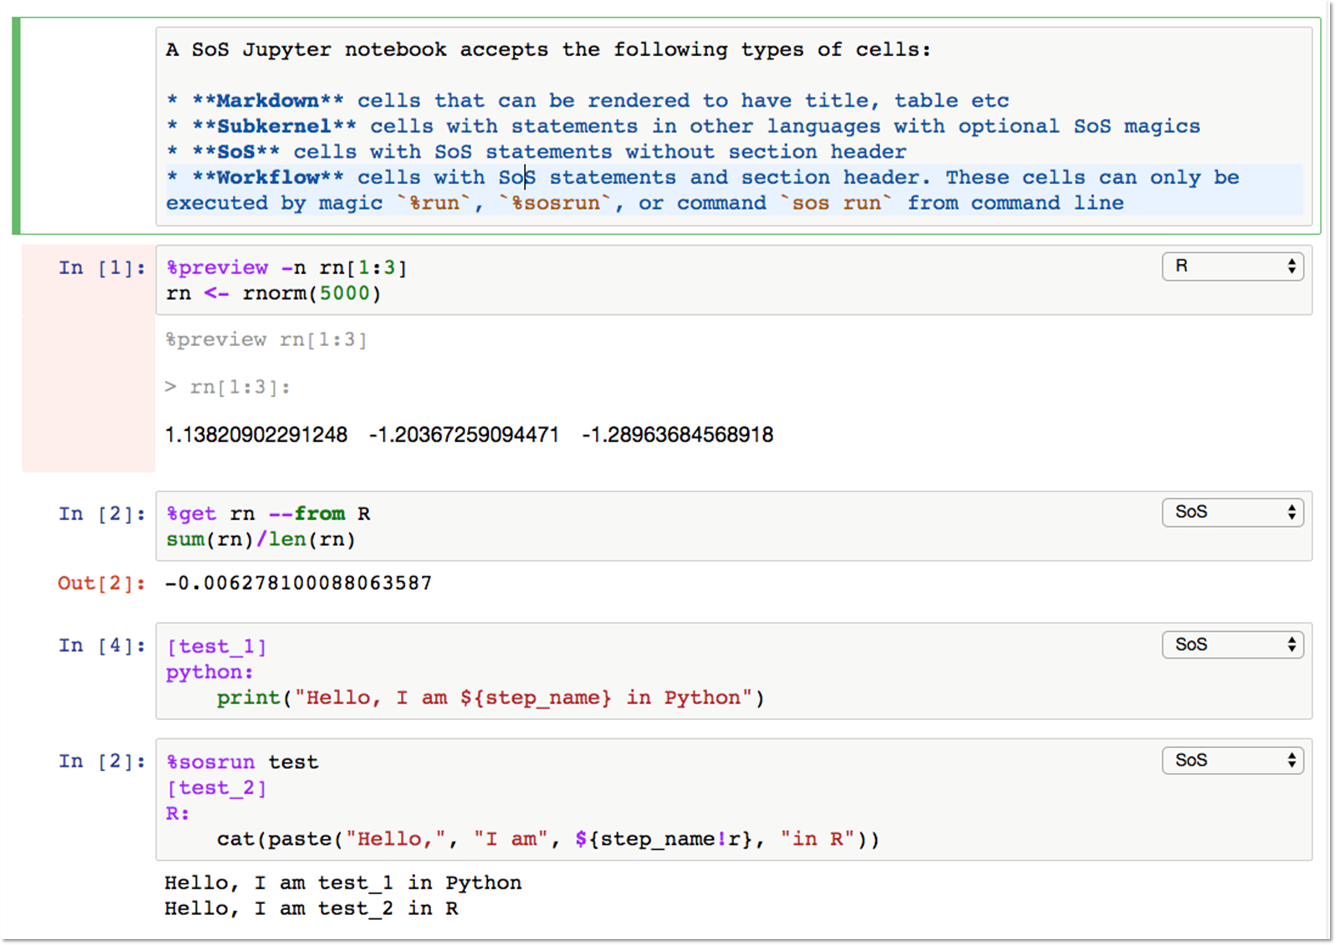 A SoS Jupyter notebook accepts the following types of cells:
* **Markdown** cells that can be rendered to have title, table etc
* **Subkernel** cells with statements in other languages with optional SoS magics
* **SoS** cells with SoS statements without section header
* **Workflow** cells with SoS statements and section header. These cells can only be
executed by magic `%run`, `%sosrun`, or command `sos run` from command line
In [1]: %preview -n rn[1:3] R
rn <- rnorm(5000)
%preview rn[1:3]
> rn[1:3]:
1.13820902291248 -1.20367259094471 -1.28963684568918
In [2]: %get rn --from R SoS
sum(rn)/len(rn)
Out[2]: -0.006278100088063587
In [4]: [test_1] SoS
python:
    print("Hello, I am ${step_name} in Python")
In [2]: %sosrun test SoS
[test_2]
R:
    cat(paste("Hello,", "I am", ${step_name!r}, "in R"))
Hello, I am test_1 in Python
Hello, I am test_2 in R